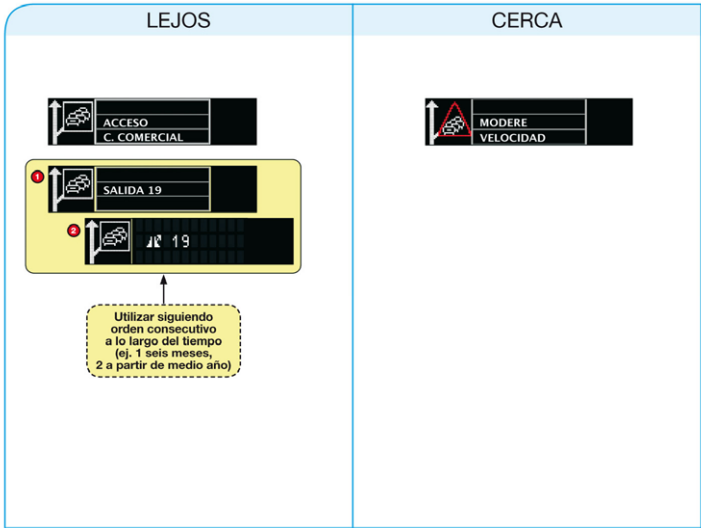 LEJOS
CERCA
ACCESO
C. COMERCIAL
MODERE
VELOCIDAD
1
SALIDA 19
2
19
Utilizar siguiendo
orden consecutivo
a lo largo del tiempo
(ej. 1 seis meses,
2 a partir de medio año)